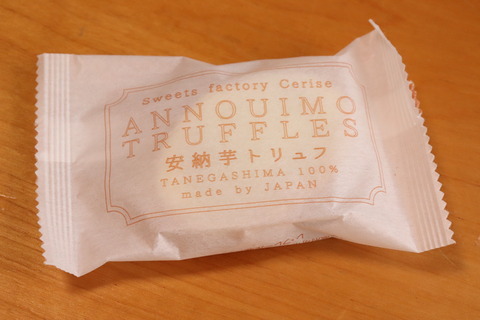 Sweets factory Cerise
ANNOUIMO
TRUFFLES
安納芋トリュフ
TANEGASHIMA 100%
made by JAPAN